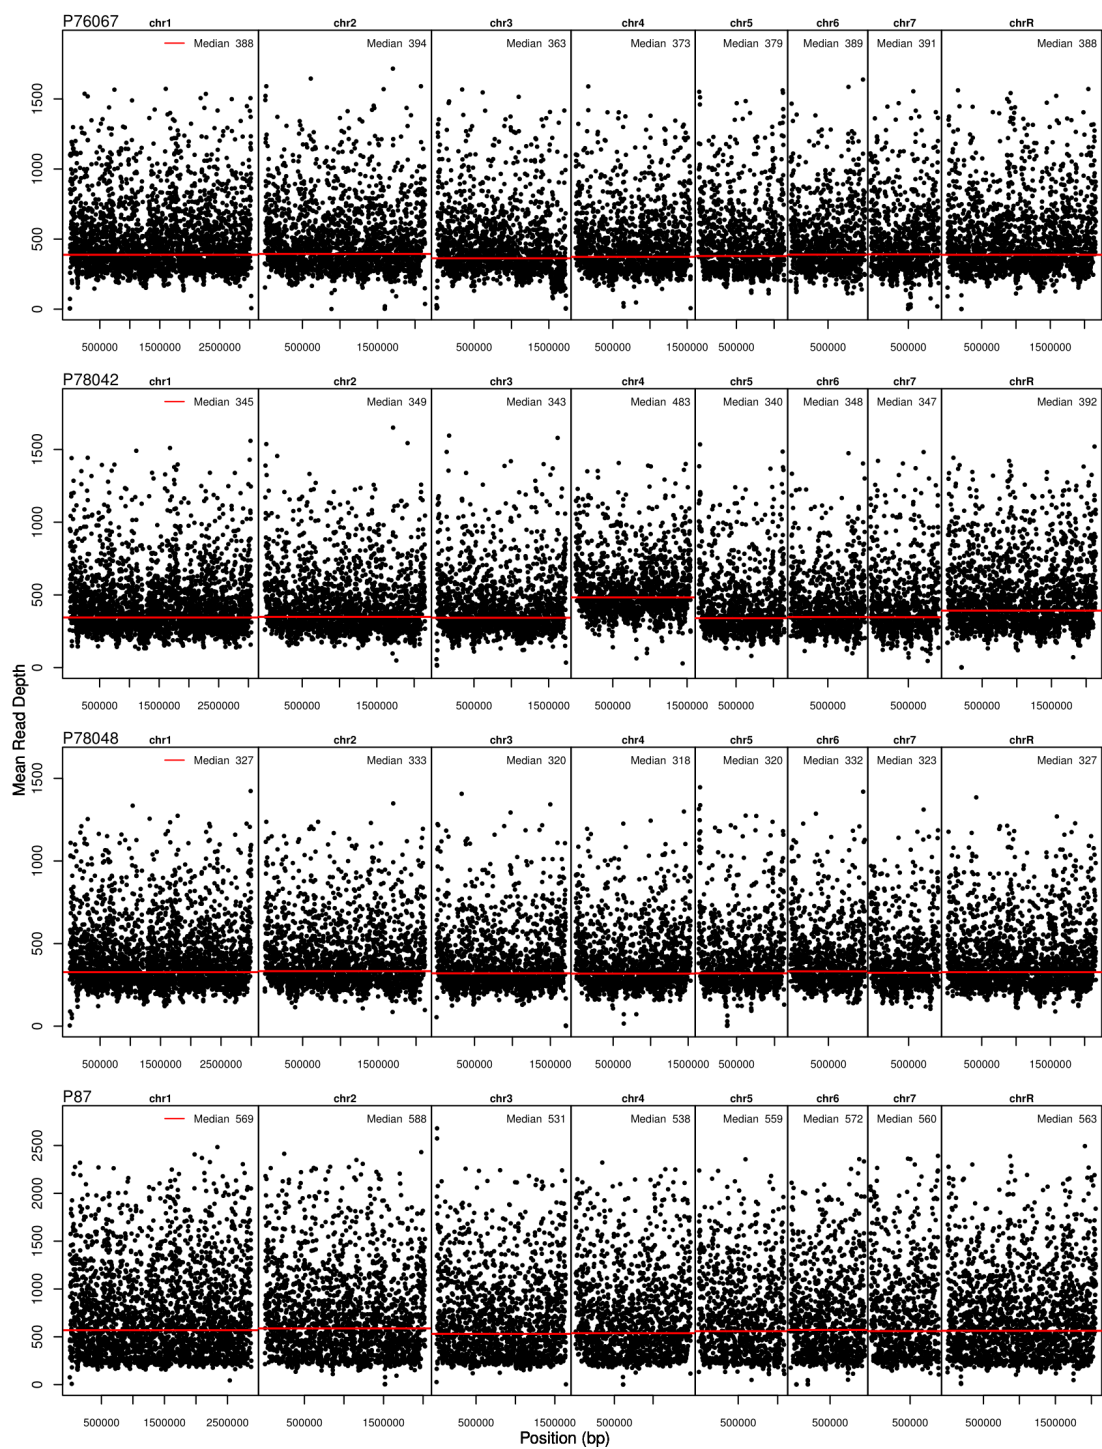 P76067
chr1 chr2 chr3 chr4 chr5 chr6 chr7 chrR
Median 388 Median 394 Median 363 Median 373 Median 379 Median 389 Median 391 Median 388
1500
1000
500
0
500000 1500000 2500000 500000 1500000 500000 1500000 500000 1500000 500000 500000 500000 500000 1500000
P78042
chr1 chr2 chr3 chr4 chr5 chr6 chr7 chrR
Median 345 Median 349 Median 343 Median 483 Median 340 Median 348 Median 347 Median 392
1500
1000
500
0
500000 1500000 2500000 500000 1500000 500000 1500000 500000 1500000 500000 500000 500000 500000 1500000
Mean Read Depth
P78048
chr1 chr2 chr3 chr4 chr5 chr6 chr7 chrR
Median 327 Median 333 Median 320 Median 318 Median 320 Median 332 Median 323 Median 327
1500
1000
500
0
500000 1500000 2500000 500000 1500000 500000 1500000 500000 1500000 500000 500000 500000 500000 1500000
P87
chr1 chr2 chr3 chr4 chr5 chr6 chr7 chrR
Median 569 Median 588 Median 531 Median 538 Median 559 Median 572 Median 560 Median 563
2500
2000
1500
1000
500
0
500000 1500000 2500000 500000 1500000 500000 1500000 500000 500000 500000 500000 500000 1500000
Position (bp)